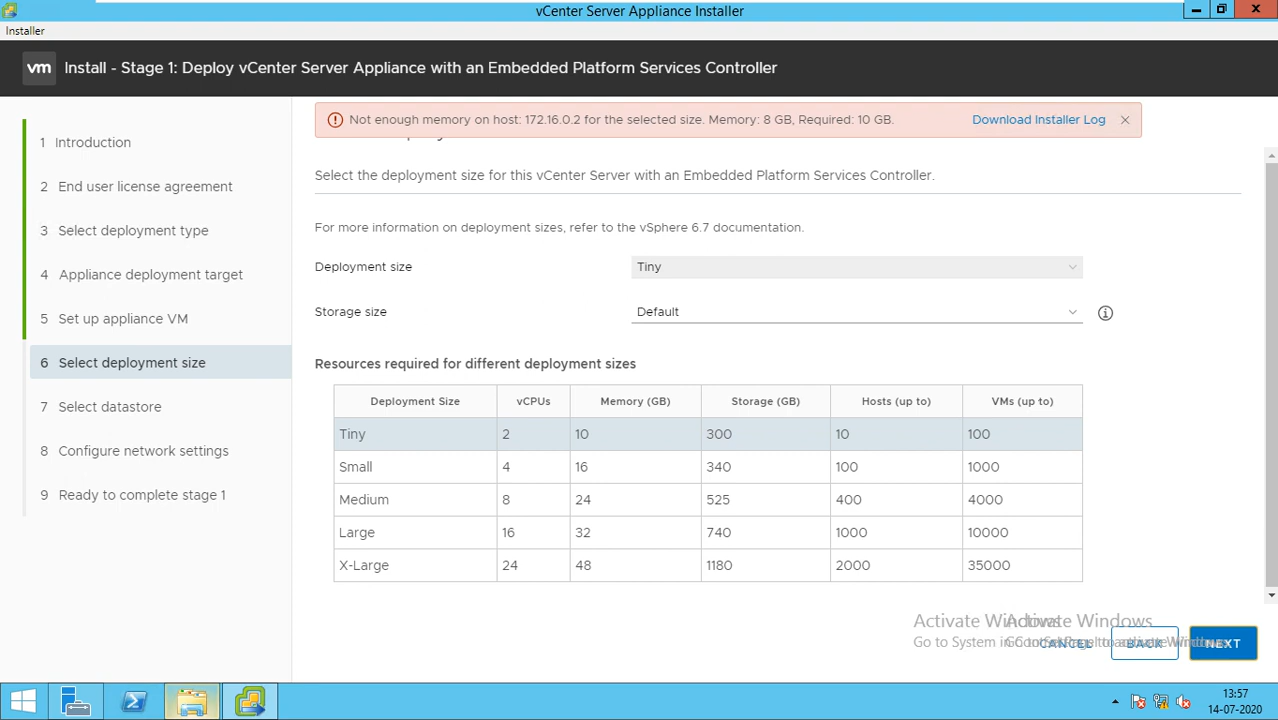 vCenter Server Appliance Installer
Installer
vm Install - Stage 1: Deploy vCenter Server Appliance with an Embedded Platform Services Controller
Not enough memory on host: 172.16.0.2 for the selected size. Memory: 8 GB, Required: 10 GB. Download Installer Log
1 Introduction
2 End user license agreement
3 Select deployment type
4 Appliance deployment target
5 Set up appliance VM
6 Select deployment size
7 Select datastore
8 Configure network settings
9 Ready to complete stage 1
Select the deployment size for this vCenter Server with an Embedded Platform Services Controller.
For more information on deployment sizes, refer to the vSphere 6.7 documentation.
Deployment size Tiny
Storage size Default
Resources required for different deployment sizes
Deployment Size vCPUs Memory (GB) Storage (GB) Hosts (up to) VMs (up to)
Tiny 2 10 300 10 100
Small 4 16 340 100 1000
Medium 8 24 525 400 4000
Large 16 32 740 1000 10000
X-Large 24 48 1180 2000 35000
Activate Windows
Go to System in
CANCEL BACK NEXT
13:57
14-07-2020